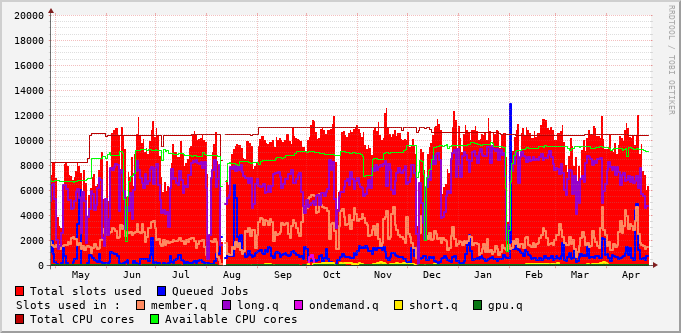 RRDTOOL / TOBI OETIKER
20000
18000
16000
14000
12000
10000
8000
6000
4000
2000
0
May Jun Jul Aug Sep Oct Nov Dec Jan Feb Mar Apr
Total slots used Queued Jobs
Slots used in : member.q long.q ondemand.q short.q gpu.q
Total CPU cores Available CPU cores